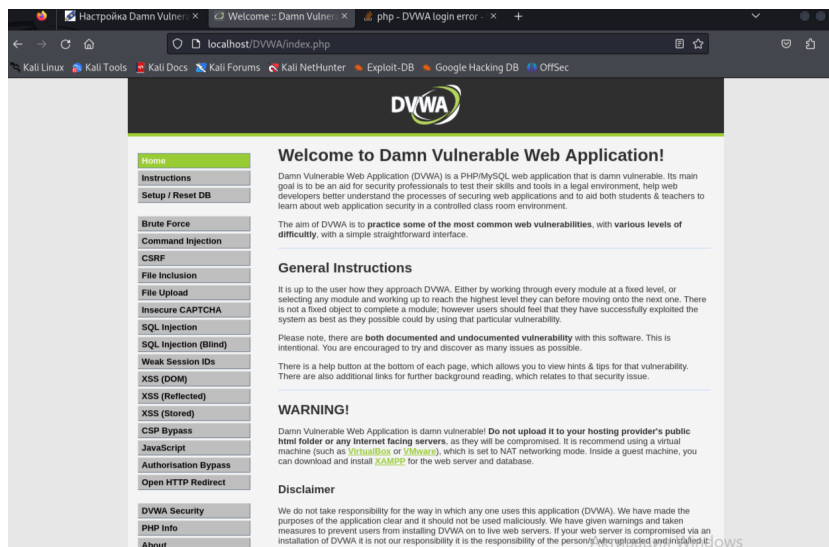 Настройка Damn Vulnera
Welcome :: Damn Vulnera
php - DVWA login error -
localhost/DVWA/index.php
Kali Linux Kali Tools Kali Docs Kali Forums Kali NetHunter Exploit-DB Google Hacking DB OffSec
DVWA
Home
Instructions
Setup / Reset DB
Brute Force
Command Injection
CSRF
File Inclusion
File Upload
Insecure CAPTCHA
SQL Injection
SQL Injection (Blind)
Weak Session IDs
XSS (DOM)
XSS (Reflected)
XSS (Stored)
CSP Bypass
JavaScript
Authorisation Bypass
Open HTTP Redirect
DVWA Security
PHP Info
About
Welcome to Damn Vulnerable Web Application!
Damn Vulnerable Web Application (DVWA) is a PHP/MySQL web application that is damn vulnerable. Its main
goal is to be an aid for security professionals to test their skills and tools in a legal environment, help web
developers better understand the processes of securing web applications and to aid both students & teachers to
learn about web application security in a controlled class room environment.
The aim of DVWA is to practice some of the most common web vulnerabilities, with various levels of
difficultly, with a simple straightforward interface.
General Instructions
It is up to the user how they approach DVWA. Either by working through every module at a fixed level, or
selecting any module and working up to reach the highest level they can before moving onto the next one. There
is not a fixed object to complete a module; however users should feel that they have successfully exploited the
system as best as they possible could by using that particular vulnerability.
Please note, there are both documented and undocumented vulnerability with this software. This is
intentional. You are encouraged to try and discover as many issues as possible.
There is a help button at the bottom of each page, which allows you to view hints & tips for that vulnerability.
There are also additional links for further background reading, which relates to that security issue.
WARNING!
Damn Vulnerable Web Application is damn vulnerable! Do not upload it to your hosting provider's public
html folder or any Internet facing servers, as they will be compromised. It is recommend using a virtual
machine (such as VirtualBox or VMware), which is set to NAT networking mode. Inside a guest machine, you
can download and install XAMPP for the web server and database.
Disclaimer
We do not take responsibility for the way in which any one uses this application (DVWA). We have made the
purposes of the application clear and it should not be used maliciously. We have given warnings and taken
measures to prevent users from installing DVWA on to live web servers. If your web server is compromised via an
installation of DVWA it is not our responsibility it is the responsibility of the person/s who uploaded and installed it.
Активация Windows